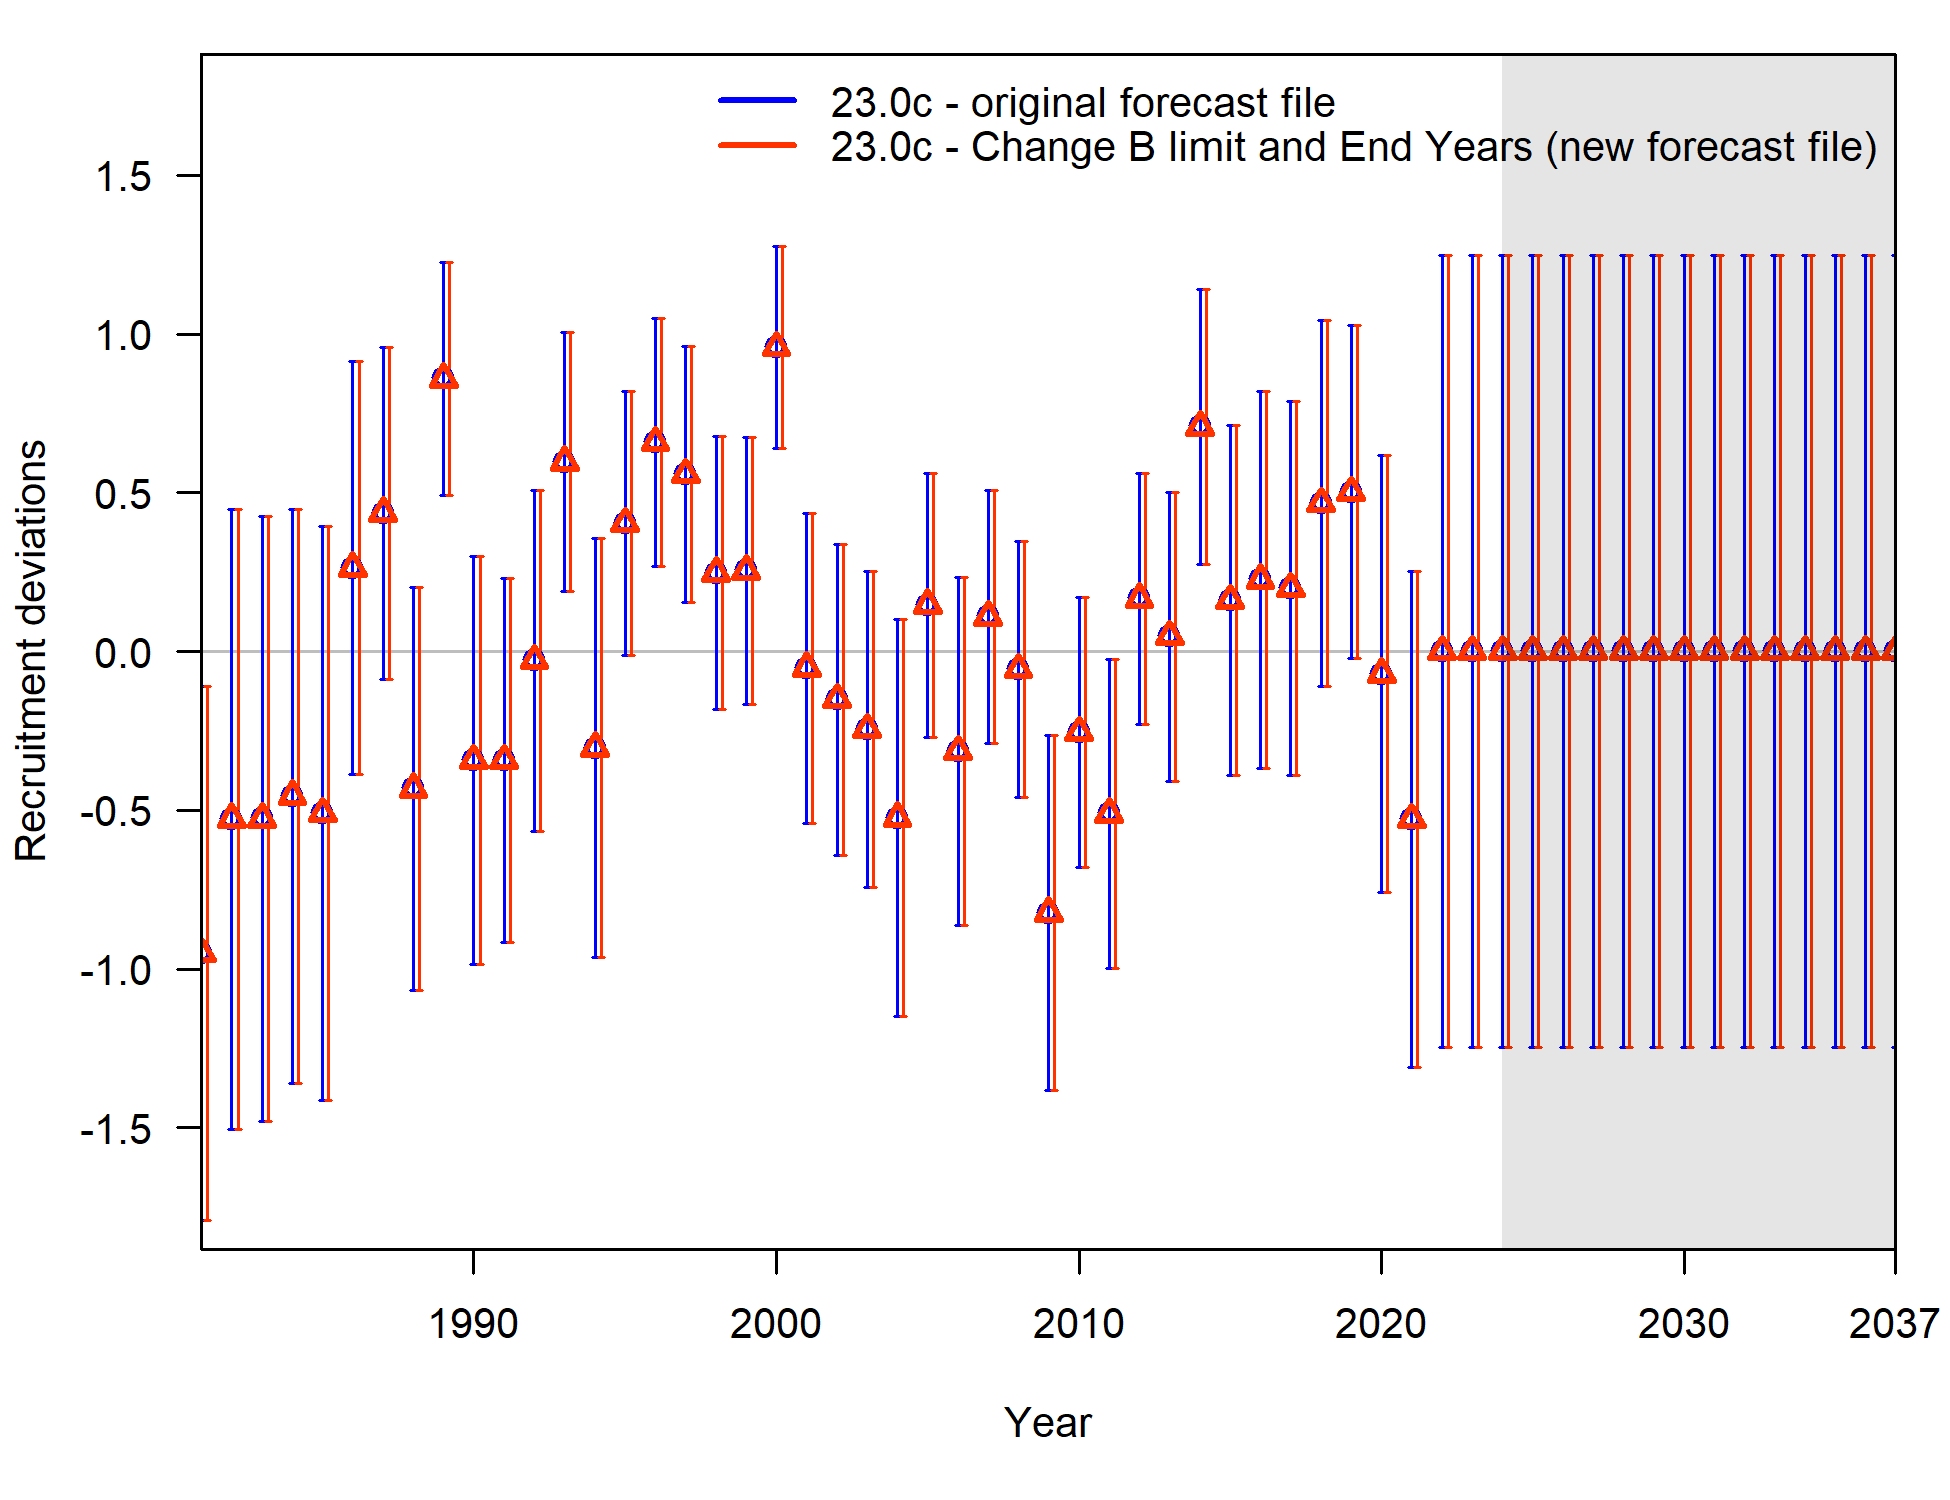 23.0c - original forecast file
23.0c - Change B limit and End Years (new forecast file)
1.5
1.0
0.5
0.0
-0.5
-1.0
-1.5
Recruitment deviations
1990 2000 2010 2020 2030 2037
Year